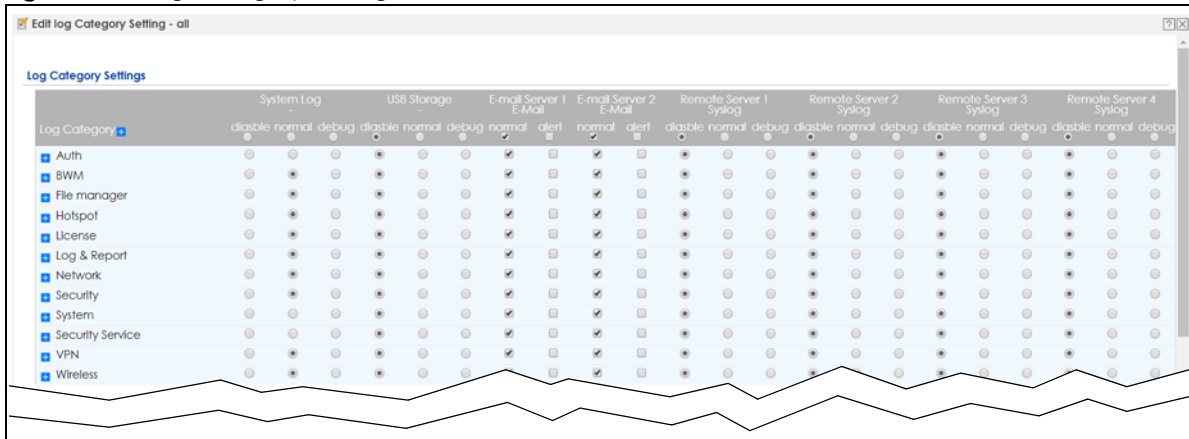 Edit log Category Setting - all
Log Category Settings
System Log USB Storage E-mail Server 1 E-mail Server 2 Remote Server 1 Remote Server 2 Remote Server 3 Remote Server 4
- - E-Mail E-Mail Syslog Syslog Syslog Syslog
Log Category disable normal debug disable normal debug normal alert normal alert disable normal debug disable normal debug disable normal debug disable normal debug
Auth
BWM
File manager
Hotspot
License
Log & Report
Network
Security
System
Security Service
VPN
Wireless